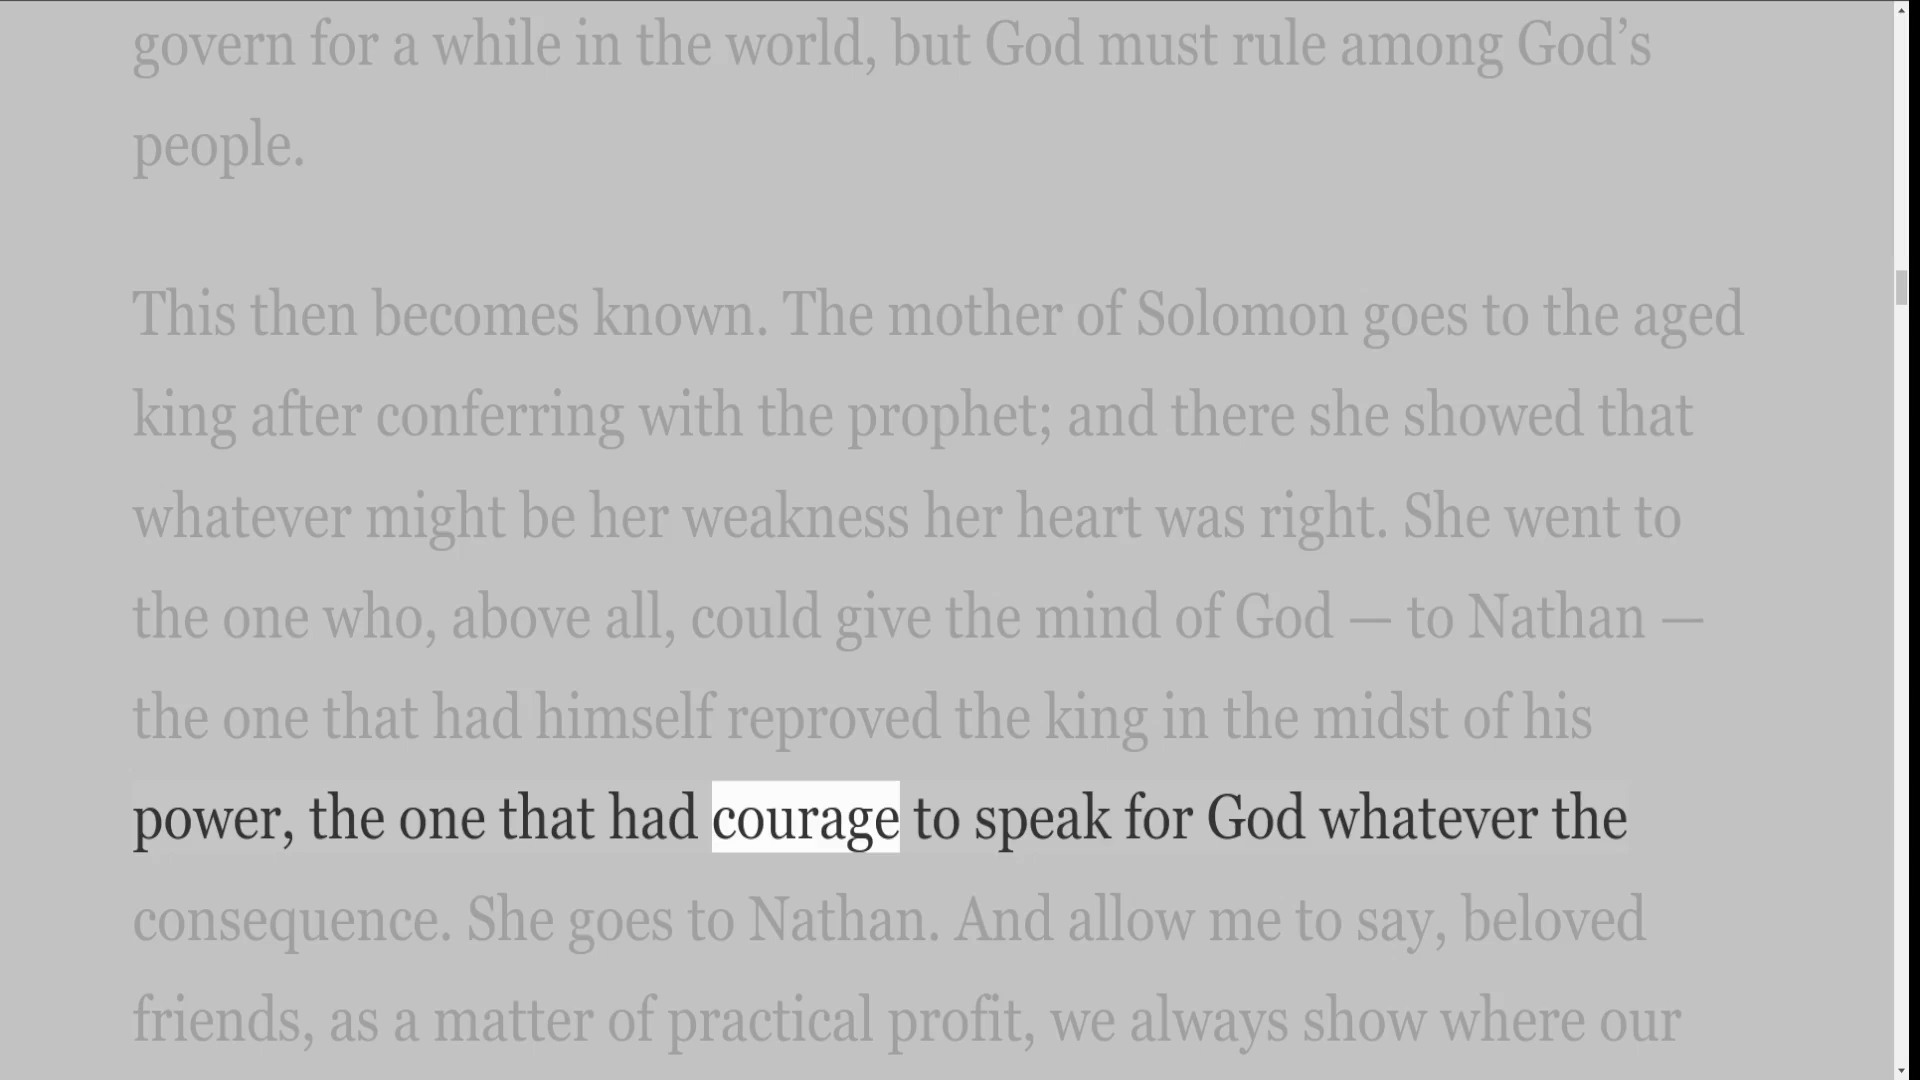 govern for a while in the world, but God must rule among God’s
people.
This then becomes known. The mother of Solomon goes to the aged
king after conferring with the prophet; and there she showed that
whatever might be her weakness her heart was right. She went to
the one who, above all, could give the mind of God — to Nathan —
the one that had himself reproved the king in the midst of his
power, the one that had courage to speak for God whatever the
consequence. She goes to Nathan. And allow me to say, beloved
friends, as a matter of practical profit, we always show where our